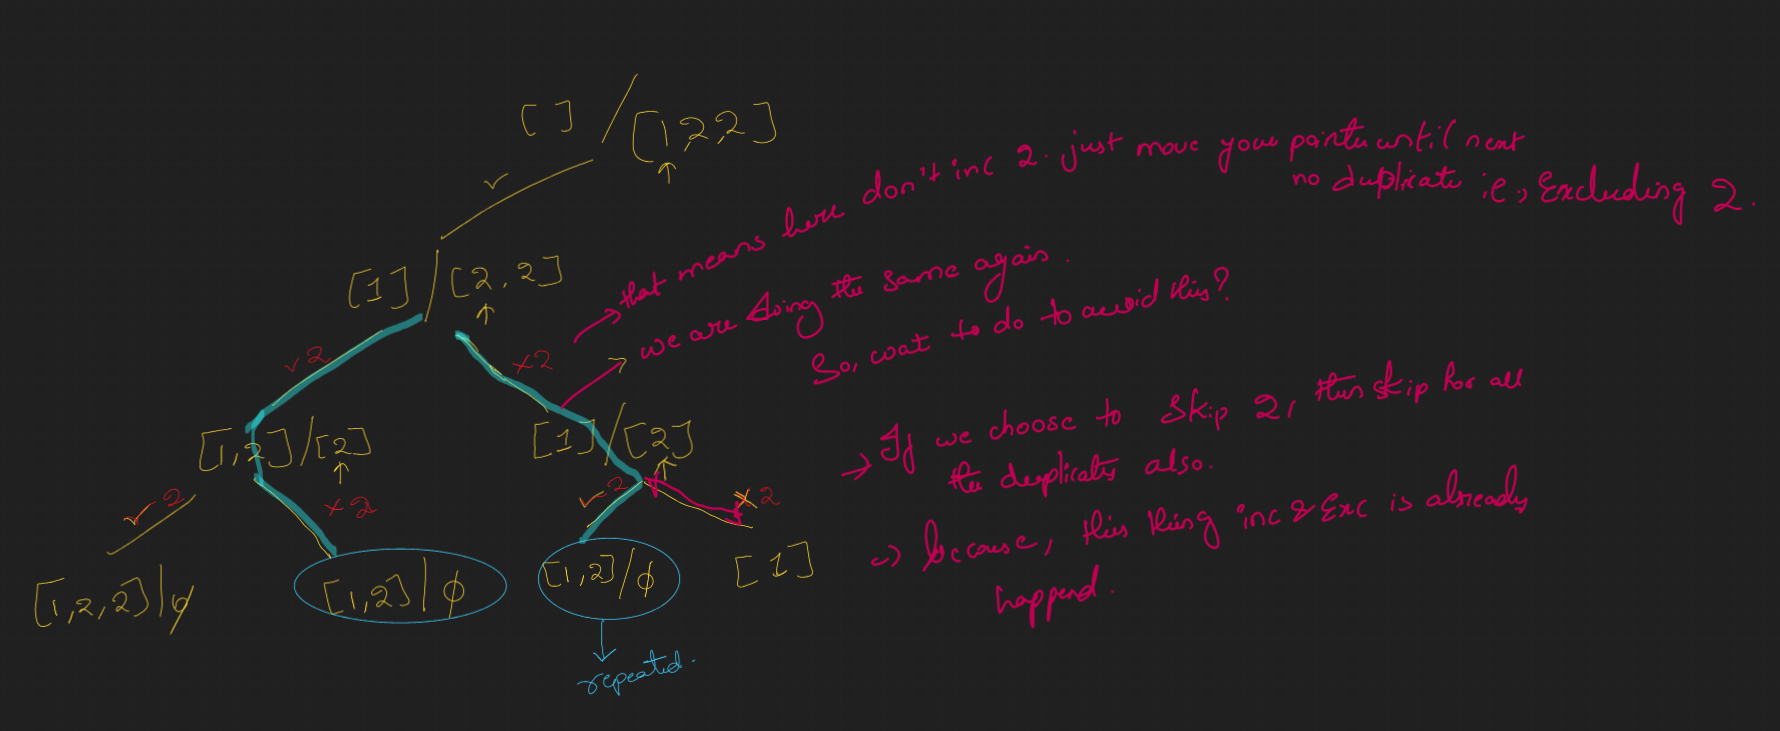 [ ] / [1,2,2]
↑
✓
that means here don't inc 2. just move your pointer until next
no duplicate ie., Excluding 2.
[1] / [2, 2]
↑
→ we are doing the same again.
So, wat to do to avoid this?
✓2
×2
[1,2] / [2]
↑
[1] / [2]
↑
→ If we choose to skip 2, then skip for all
the duplicates also.
✓2
×2
✓2
×2
=> because, this thing inc & Exc is already
happend.
[1,2,2] | φ
[1,2] | φ
[1,2] / φ
[1]
repeated.